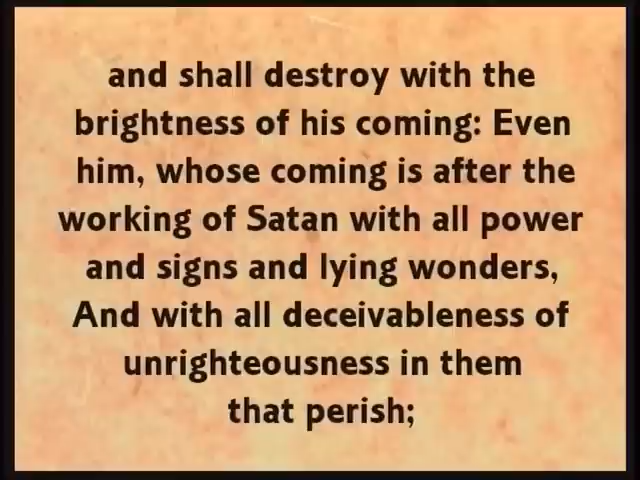 and shall destroy with the
brightness of his coming: Even
him, whose coming is after the
working of Satan with all power
and signs and lying wonders,
And with all deceivableness of
unrighteousness in them
that perish;